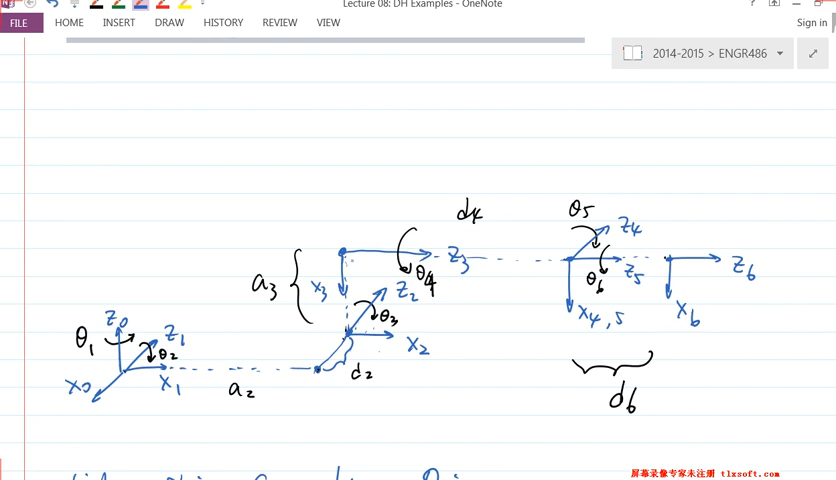 Lecture 08: DH Examples - OneNote
FILE HOME INSERT DRAW HISTORY REVIEW VIEW
Sign in
2014-2015 > ENGR486
d4
θ5
Z4
Z3
θ4
a3
X3
Z2
θ3
X2
Z5
θ6
X4,5
Z6
X6
Z0
θ1
Z1
θ2
X0
X1
a2
d2
d6
屏幕录像专家未注册 tlxsoft.com